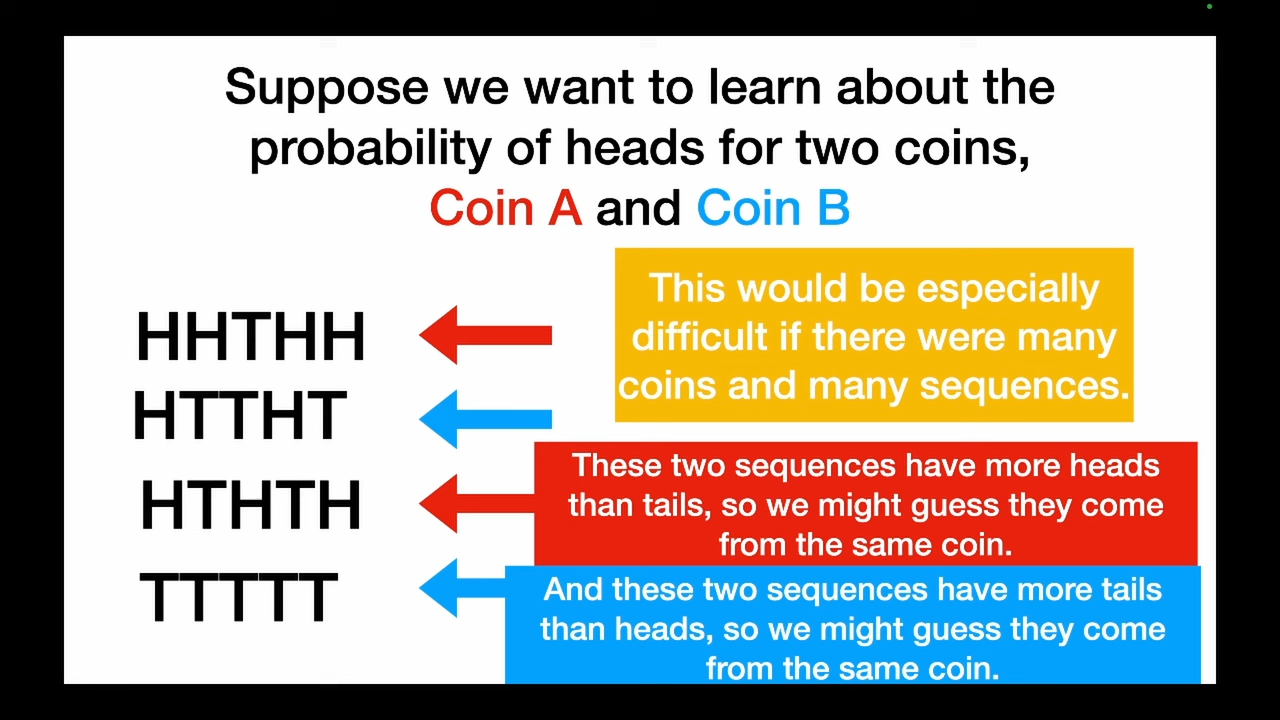 Suppose we want to learn about the
probability of heads for two coins,
Coin A and Coin B
This would be especially
difficult if there were many
coins and many sequences.
HHTHH
HTTHT
HTHTH
TTTTT
These two sequences have more heads
than tails, so we might guess they come
from the same coin.
And these two sequences have more tails
than heads, so we might guess they come
from the same coin.